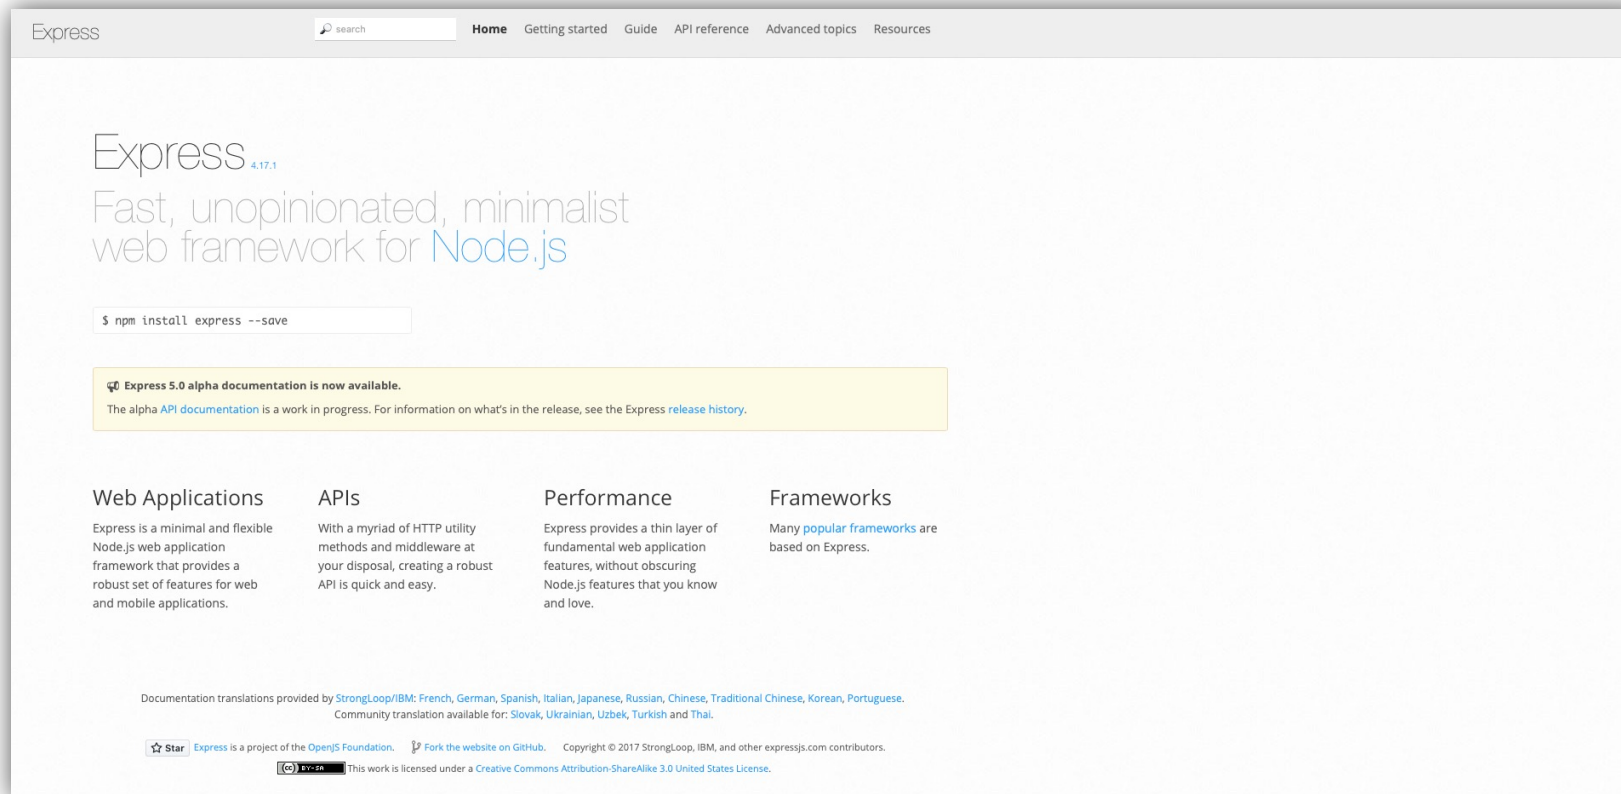 Express
search
Home Getting started Guide API reference Advanced topics Resources
Express 4.17.1
Fast, unopinionated, minimalist
web framework for Node.js
$ npm install express --save
Express 5.0 alpha documentation is now available.
The alpha API documentation is a work in progress. For information on what's in the release, see the Express release history.
Web Applications
Express is a minimal and flexible
Node.js web application
framework that provides a
robust set of features for web
and mobile applications.
APIs
With a myriad of HTTP utility
methods and middleware at
your disposal, creating a robust
API is quick and easy.
Performance
Express provides a thin layer of
fundamental web application
features, without obscuring
Node.js features that you know
and love.
Frameworks
Many popular frameworks are
based on Express.
Documentation translations provided by StrongLoop/IBM: French, German, Spanish, Italian, Japanese, Russian, Chinese, Traditional Chinese, Korean, Portuguese.
Community translation available for: Slovak, Ukrainian, Uzbek, Turkish and Thai.
Star Express is a project of the OpenJS Foundation. Fork the website on GitHub. Copyright © 2017 StrongLoop, IBM, and other expressjs.com contributors.
(cc) BY-SA This work is licensed under a Creative Commons Attribution-ShareAlike 3.0 United States License.